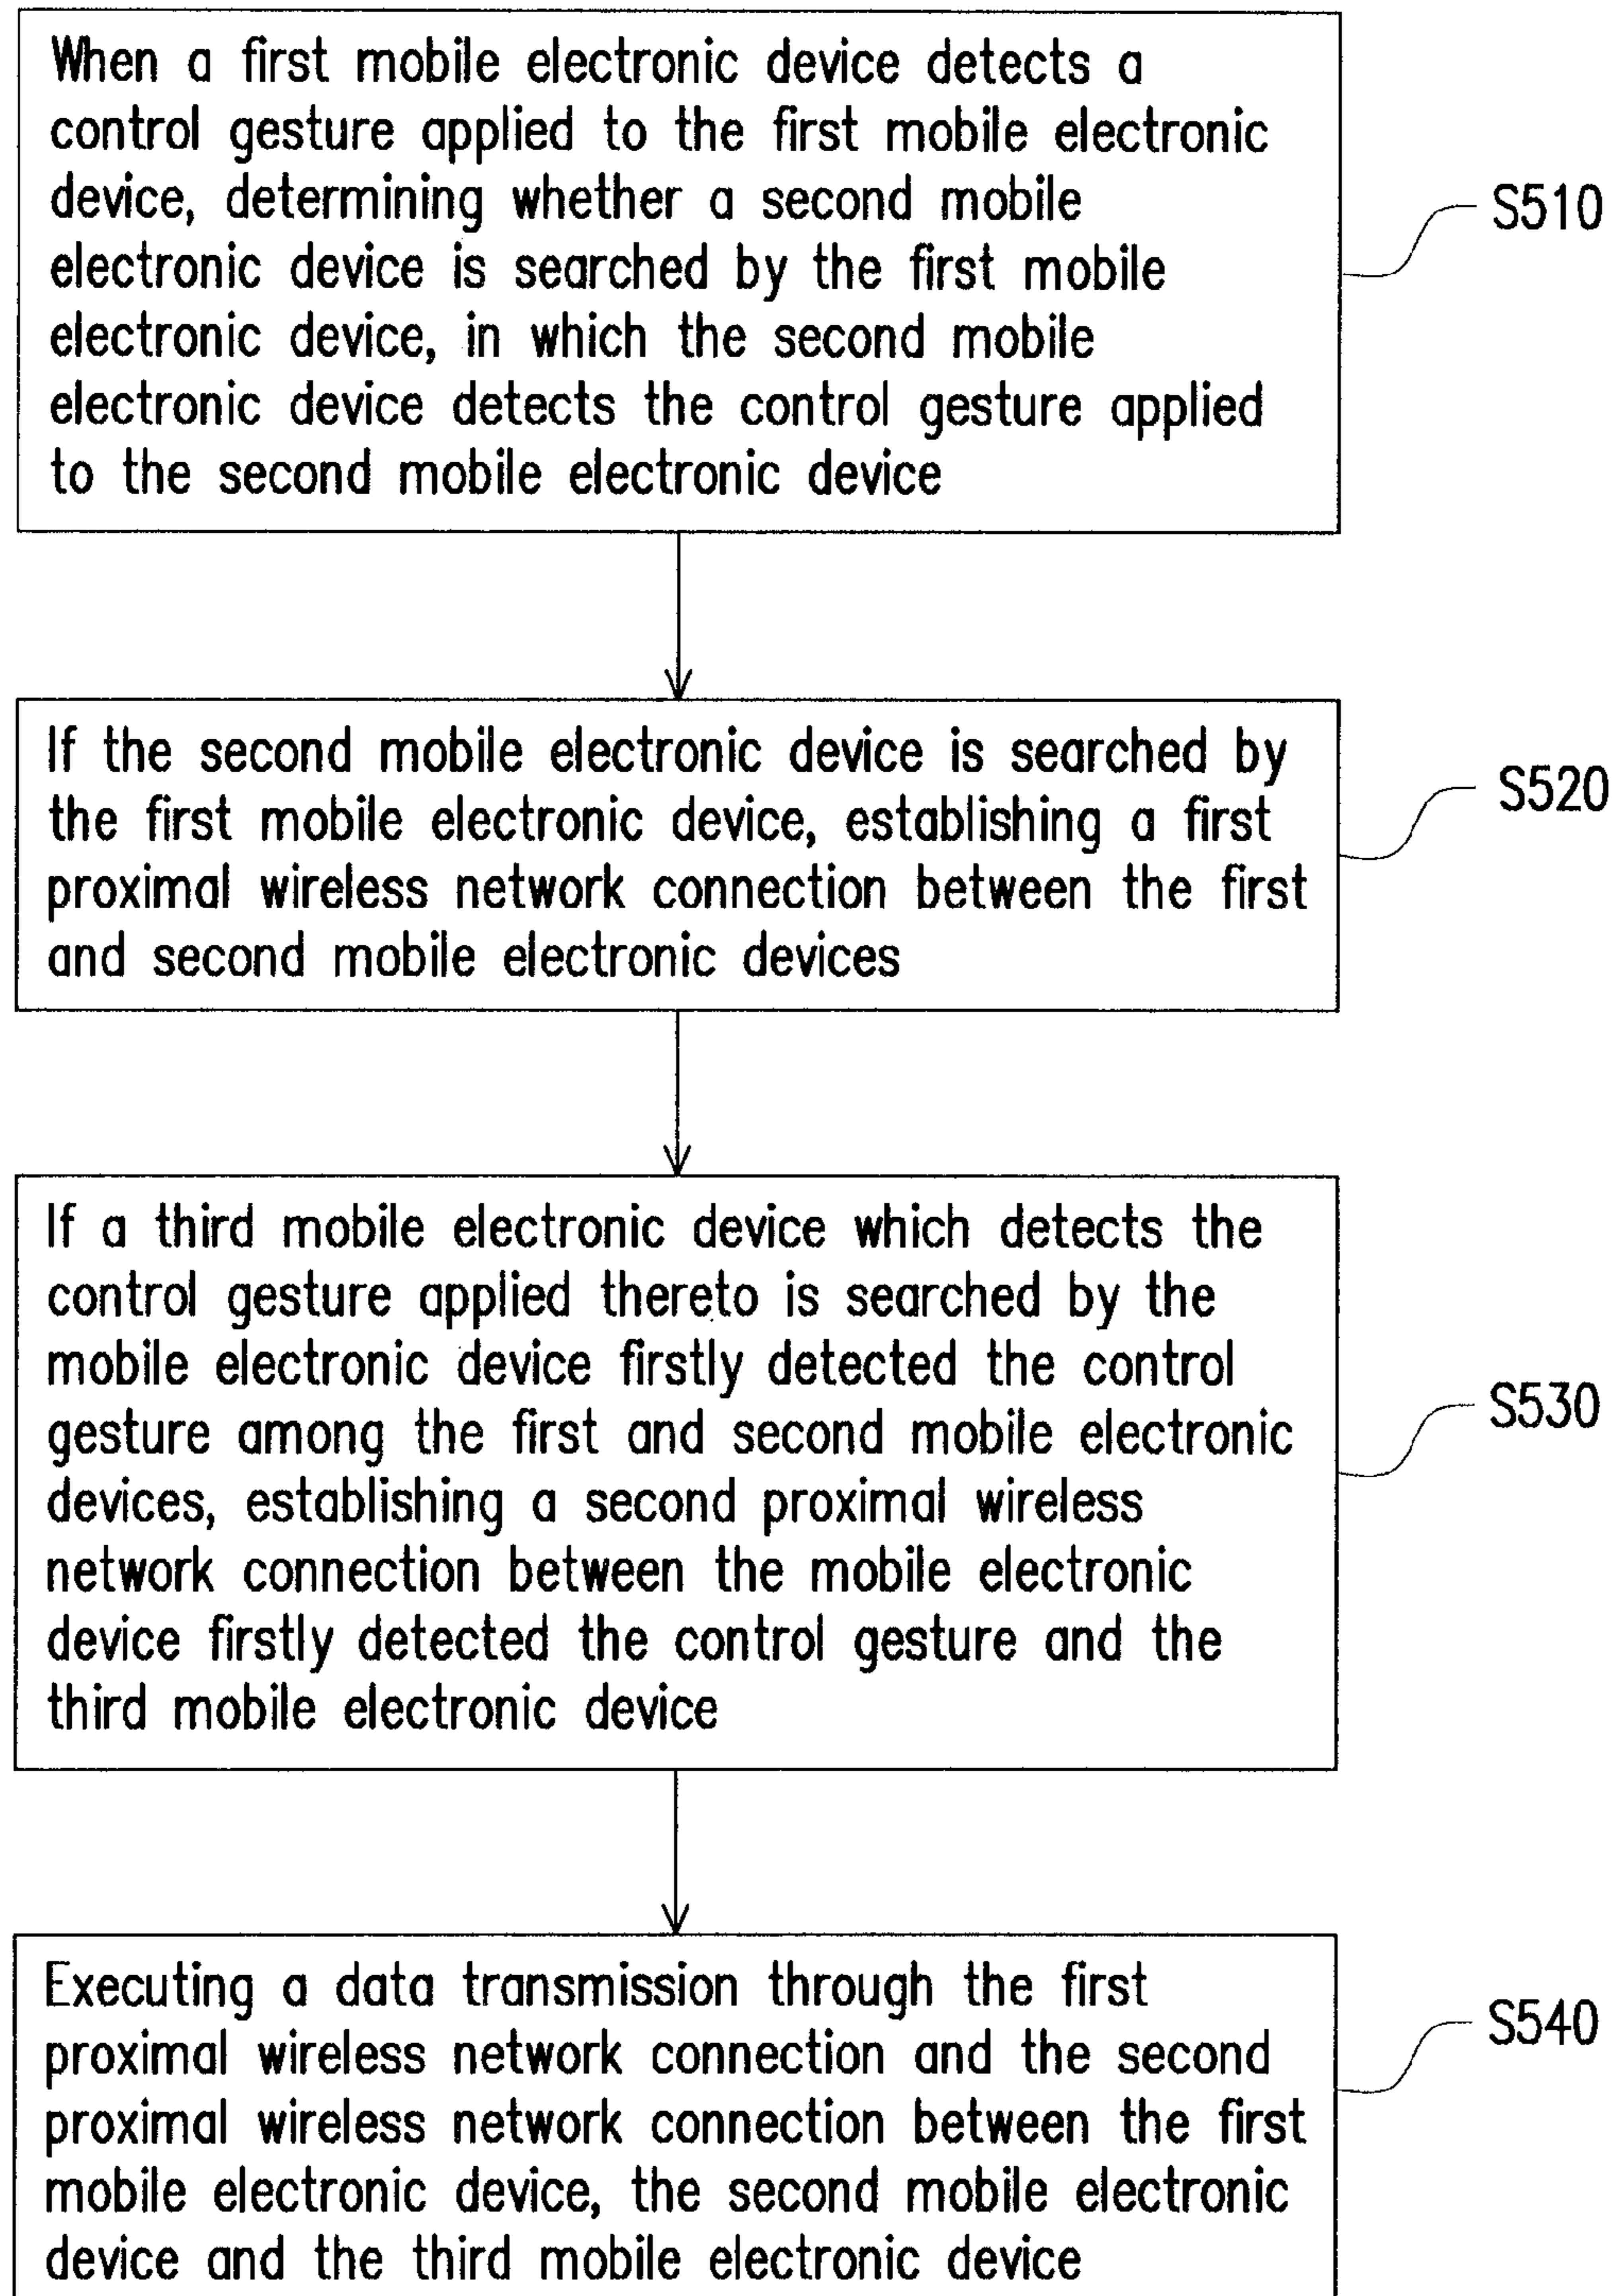 When a first mobile electronic device detects a
control gesture applied to the first mobile electronic
device, determining whether a second mobile
electronic device is searched by the first mobile
electronic device, in which the second mobile
electronic device detects the control gesture applied
to the second mobile electronic device
S510
If the second mobile electronic device is searched by
the first mobile electronic device, establishing a first
proximal wireless network connection between the first
and second mobile electronic devices
S520
If a third mobile electronic device which detects the
control gesture applied thereto is searched by the
mobile electronic device firstly detected the control
gesture among the first and second mobile electronic
devices, establishing a second proximal wireless
network connection between the mobile electronic
device firstly detected the control gesture and the
third mobile electronic device
S530
Executing a data transmission through the first
proximal wireless network connection and the second
proximal wireless network connection between the first
mobile electronic device, the second mobile electronic
device and the third mobile electronic device
S540